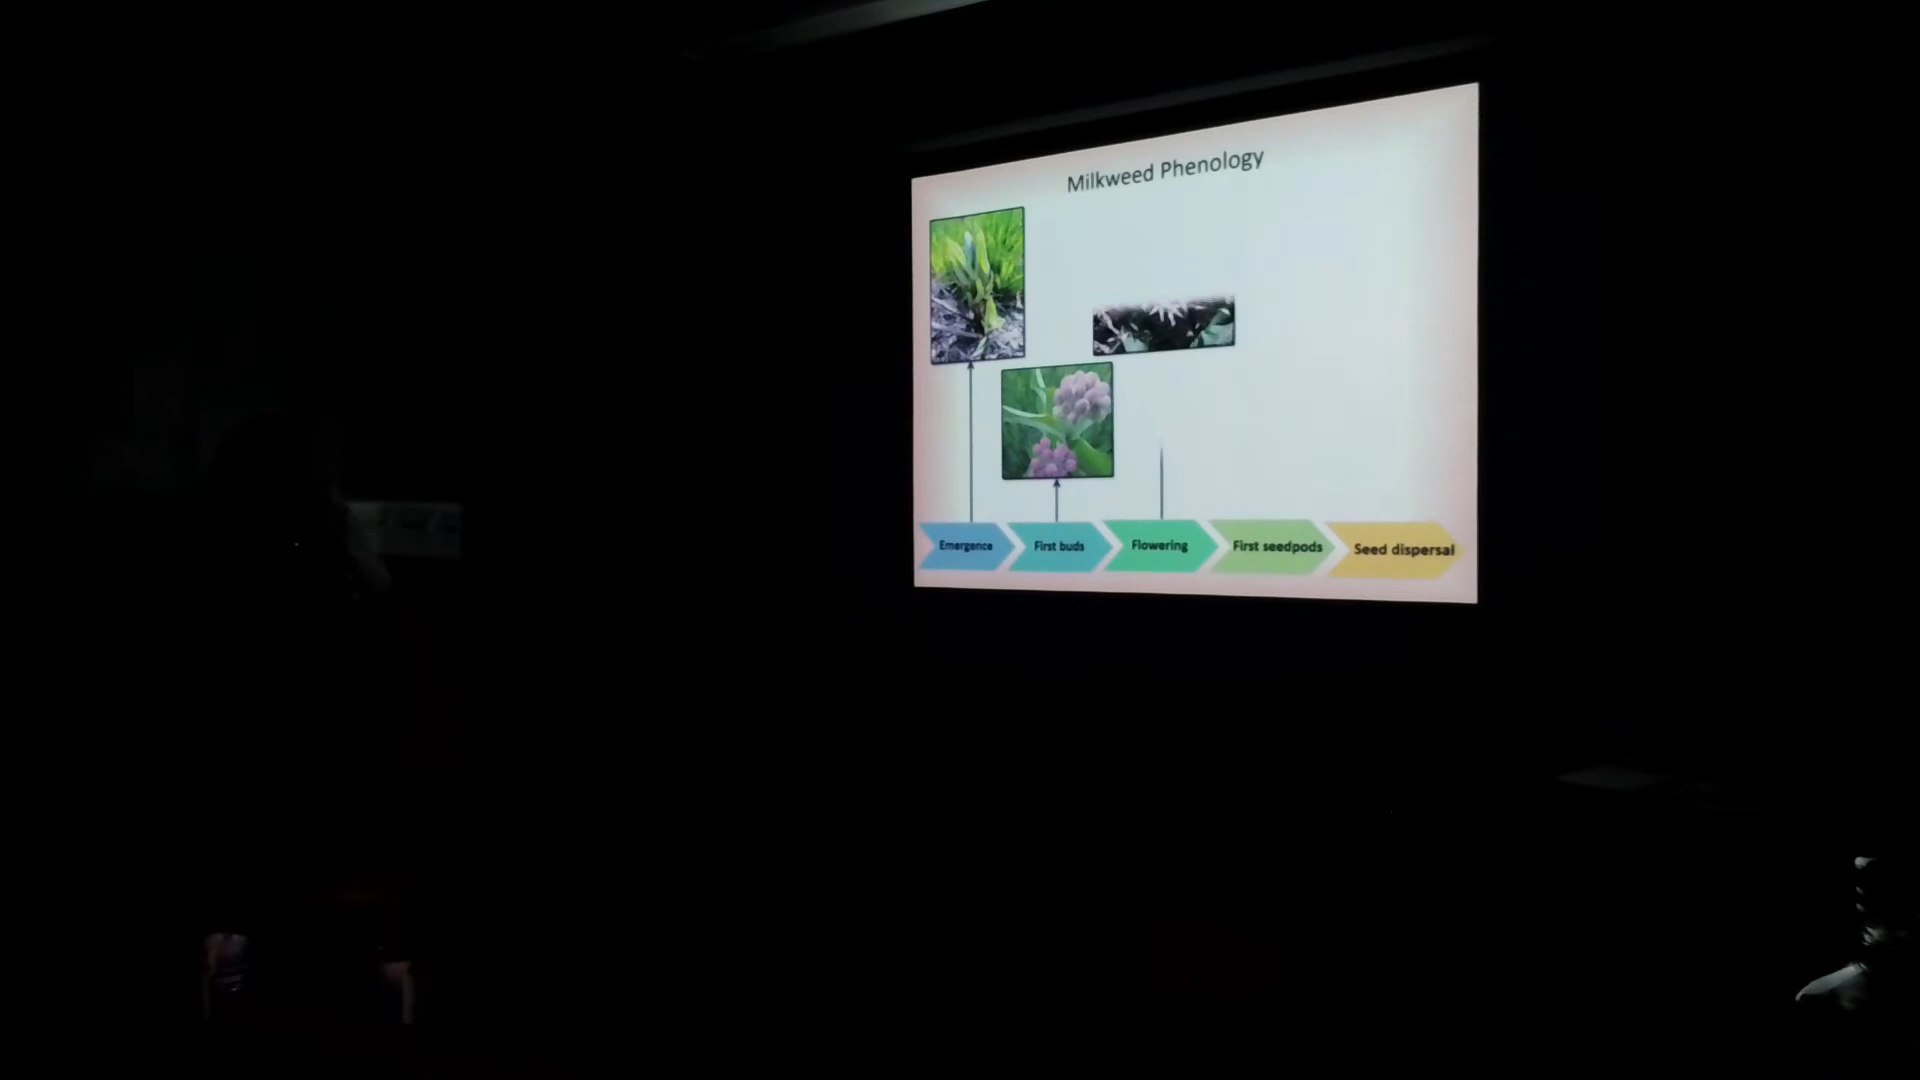 Milkweed Phenology
Emergence
First buds
Flowering
First seedpods
Seed dispersal